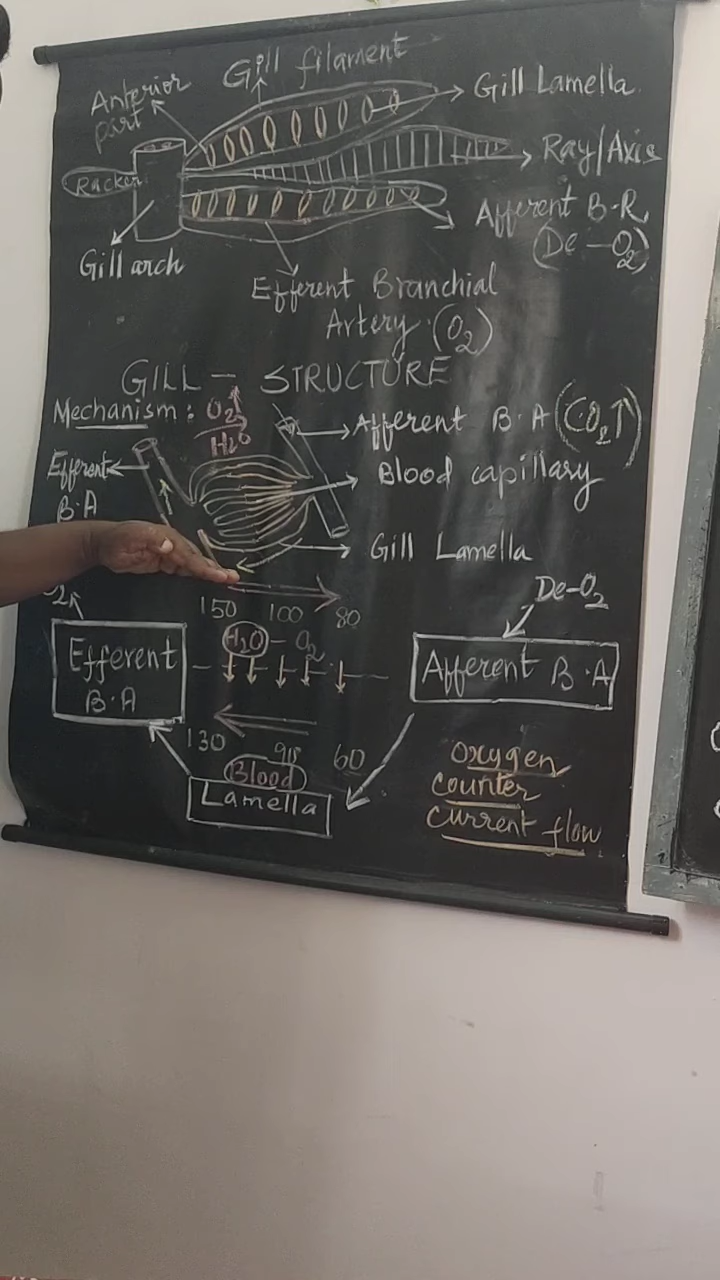 Gill filament
Anterior
part
Gill Lamella
Racker
Ray/Axis
Afferent B.R.
(De-O2)
Gill arch
Efferent Branchial
Artery (O2)
GILL - STRUCTURE
Mechanism: O2↑
H2O
Afferent B.A (CO2↑)
Efferent
B.A
Blood capillary
Gill Lamella
De-O2
150 100 80
H2O - O2
Efferent
B.A
Afferent B.A
130 90 60
Blood
Lamella
Oxygen
counter
current flow